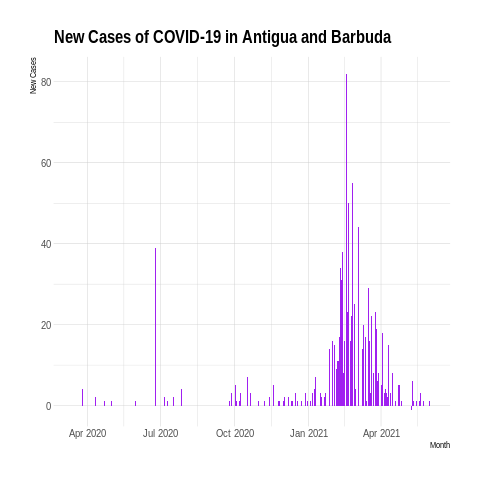 New Cases of COVID-19 in Antigua and Barbuda
New Cases
80
60
40
20
0
Apr 2020 Jul 2020 Oct 2020 Jan 2021 Apr 2021
Month